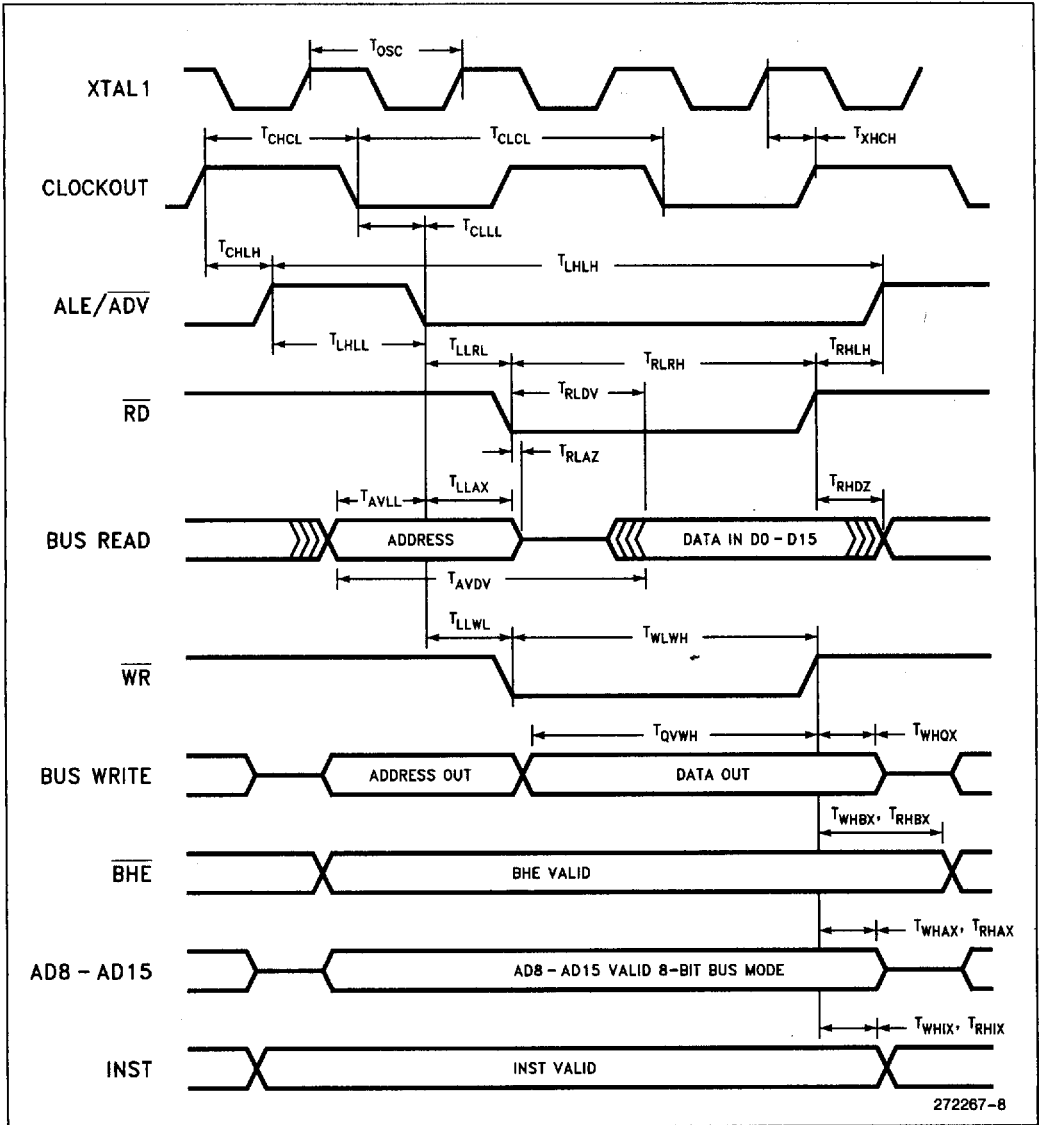 T_OSC
XTAL1
T_CHCL
T_CLCL
T_XHCH
CLOCKOUT
T_CLLL
T_CHLH
T_LHLH
ALE/ADV
T_LHLL
T_LLRL
T_RLRH
T_RHLH
T_RLDV
RD
T_RLAZ
T_AVLL
T_LLAX
T_RHDZ
BUS READ
ADDRESS
DATA IN D0 - D15
T_AVDV
T_LLWL
T_WLWH
WR
T_QVWH
T_WHQX
BUS WRITE
ADDRESS OUT
DATA OUT
T_WHBX, T_RHBX
BHE
BHE VALID
T_WHAX, T_RHAX
AD8 - AD15
AD8 - AD15 VALID 8-BIT BUS MODE
T_WHIX, T_RHIX
INST
INST VALID
272267-8